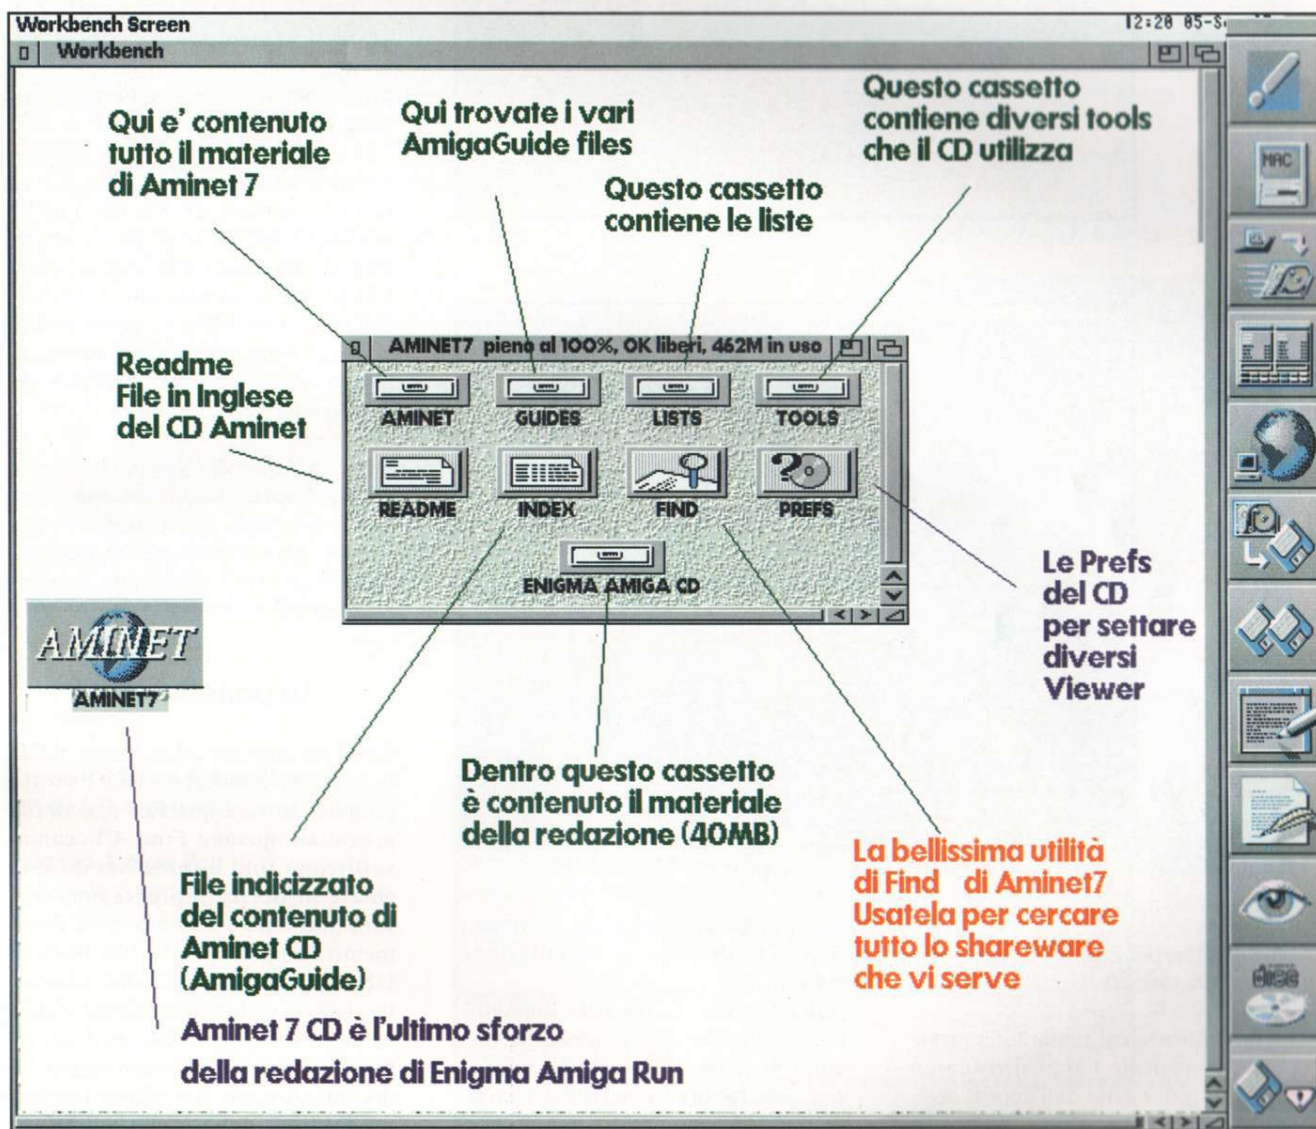 Workbench Screen
12:20 05-S
Workbench
Qui e' contenuto
tutto il materiale
di Aminet 7
Qui trovate i vari
AmigaGuide files
Questo cassetto
contiene le liste
Questo cassetto
contiene diversi tools
che il CD utilizza
MAC
Readme
File in Inglese
del CD Aminet
AMINET7 pieno al 100%, 0K liberi, 462M in uso
AMINET
GUIDES
LISTS
TOOLS
README
INDEX
FIND
PREFS
ENIGMA AMIGA CD
Le Prefs
del CD
per settare
diversi
Viewer
AMINET
AMINET7
Dentro questo cassetto
è contenuto il materiale
della redazione (40MB)
La bellissima utilità
di Find di Aminet7
Usatela per cercare
tutto lo shareware
che vi serve
File indicizzato
del contenuto di
Aminet CD
(AmigaGuide)
Aminet 7 CD è l'ultimo sforzo
della redazione di Enigma Amiga Run
disc